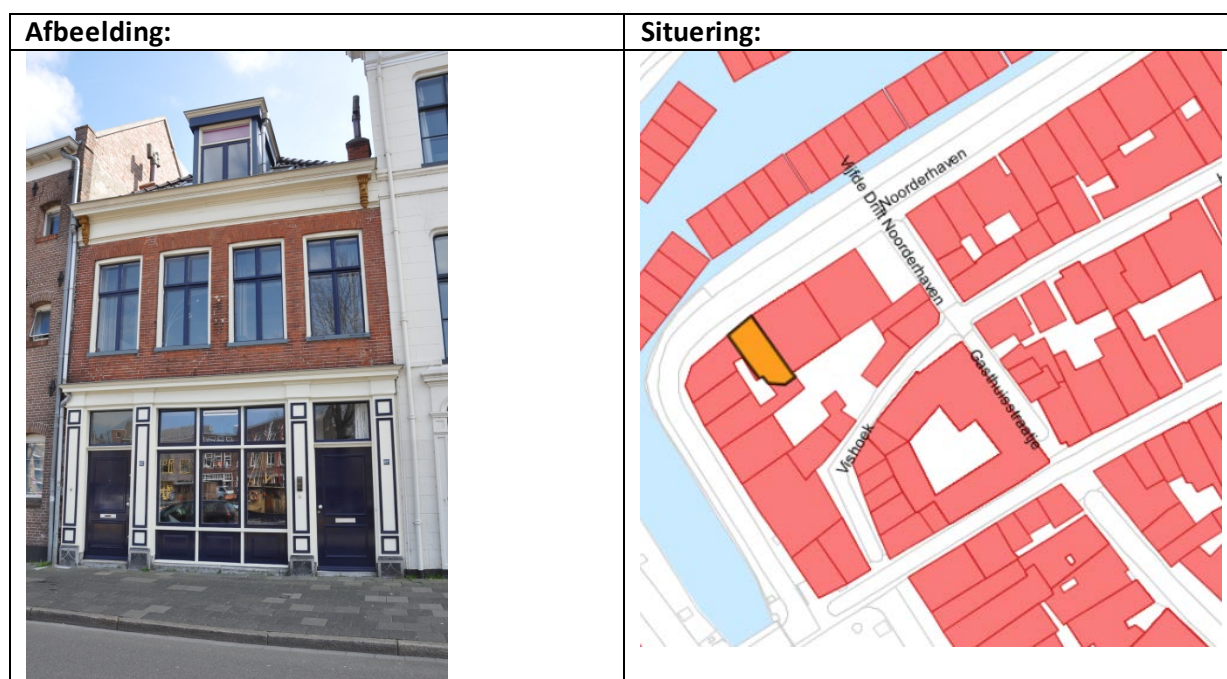 Afbeelding:
Situering:
Noorderhaven
Vijfde Drift Noorderhaven
Gasthuisstraatje
Vishoek